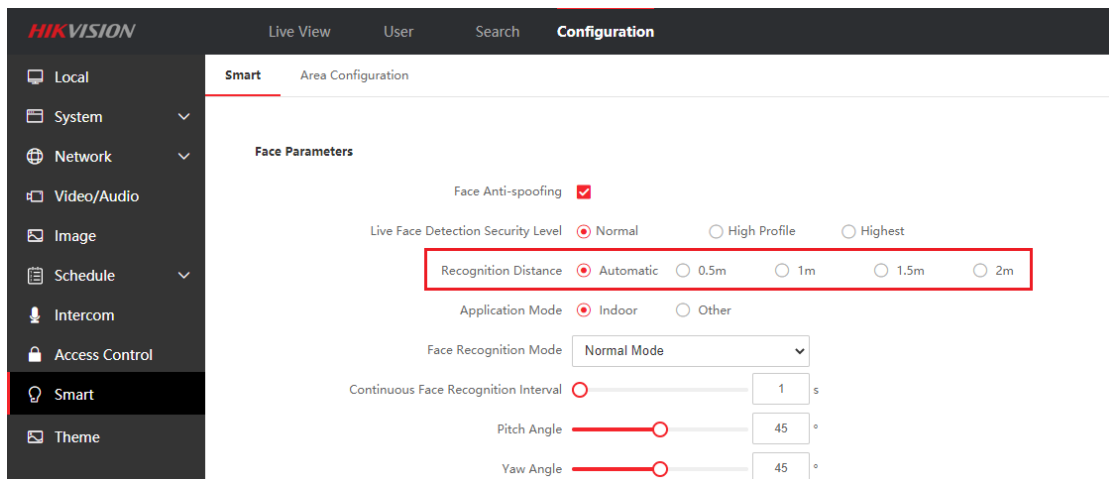 HIKVISION Live View User Search Configuration
Local
Smart Area Configuration
System
Network
Face Parameters
Video/Audio
Face Anti-spoofing
Image
Live Face Detection Security Level Normal High Profile Highest
Schedule
Recognition Distance Automatic 0.5m 1m 1.5m 2m
Intercom
Application Mode Indoor Other
Access Control
Face Recognition Mode Normal Mode
Smart
Continuous Face Recognition Interval 1 s
Theme
Pitch Angle 45 °
Yaw Angle 45 °